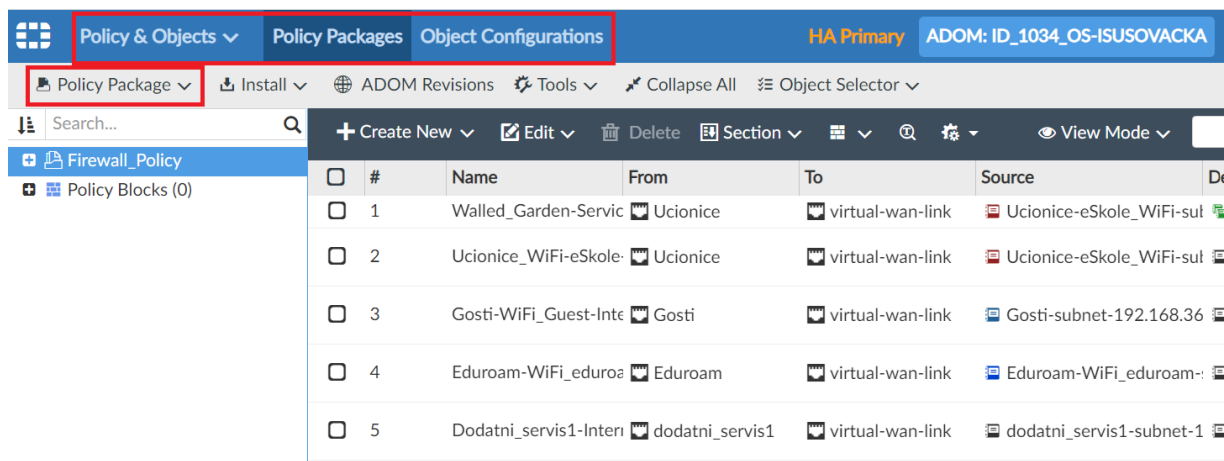 Policy & Objects Policy Packages Object Configurations HA Primary ADOM: ID_1034_OS-ISUSOVACKA
Policy Package Install ADOM Revisions Tools Collapse All Object Selector
Search... Create New Edit Delete Section View Mode
Firewall_Policy
Policy Blocks (0)
# Name From To Source De
1 Walled_Garden-Servic Ucionice virtual-wan-link Ucionice-eSkole_WiFi-sub
2 Ucionice_WiFi-eSkole- Ucionice virtual-wan-link Ucionice-eSkole_WiFi-sub
3 Gosti-WiFi_Guest-Inte Gosti virtual-wan-link Gosti-subnet-192.168.36
4 Eduroam-WiFi_eduroa Eduroam virtual-wan-link Eduroam-WiFi_eduroam-s
5 Dodatni_servis1-Intern dodatni_servis1 virtual-wan-link dodatni_servis1-subnet-1